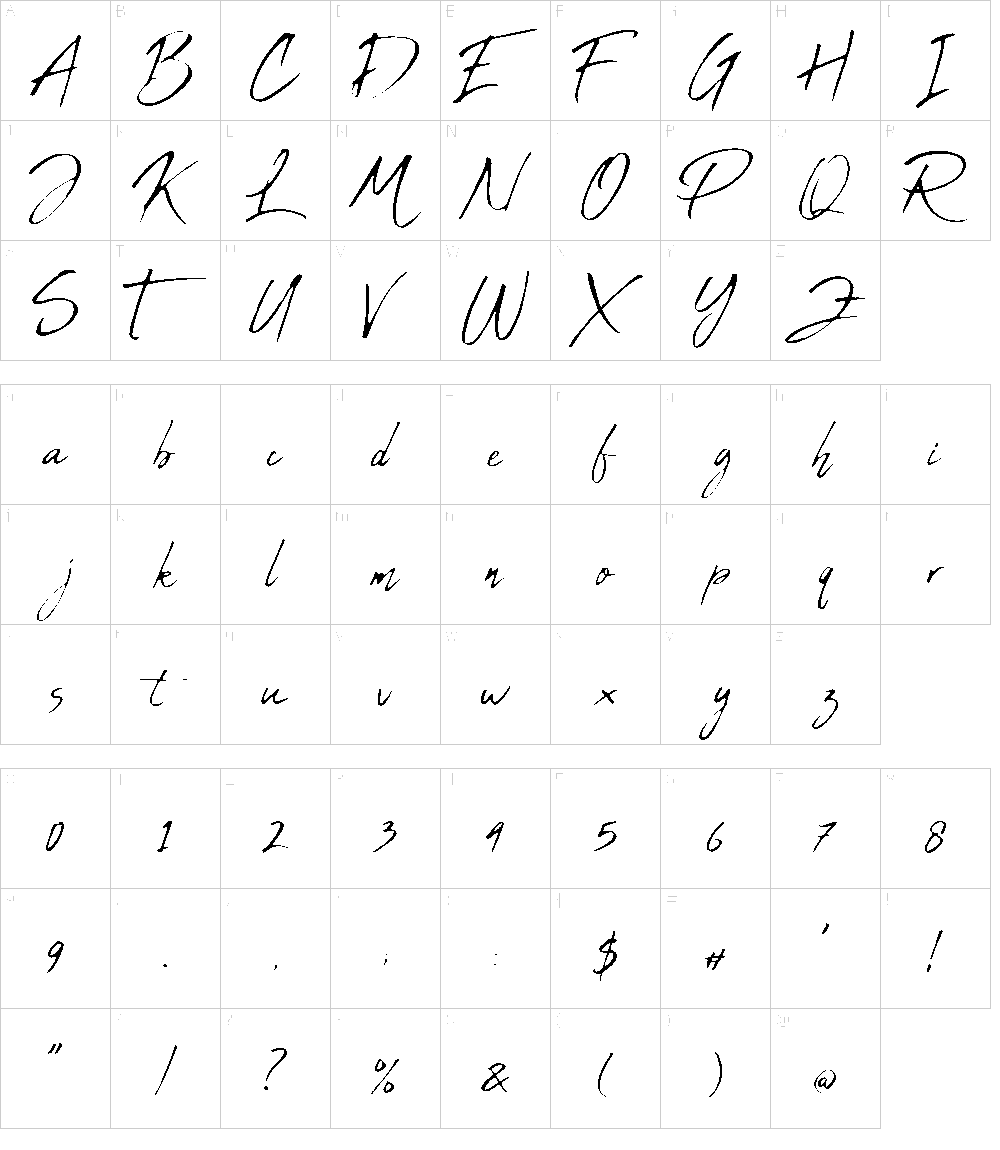 A B C D E F G H I
J K L M N O P Q R
S T U V W X Y Z
a b c d e f g h i
j k l m n o p q r
s t u v w x y z
0 1 2 3 4 5 6 7 8
9 . , ; : $ # ' !
" / ? % & ( ) @